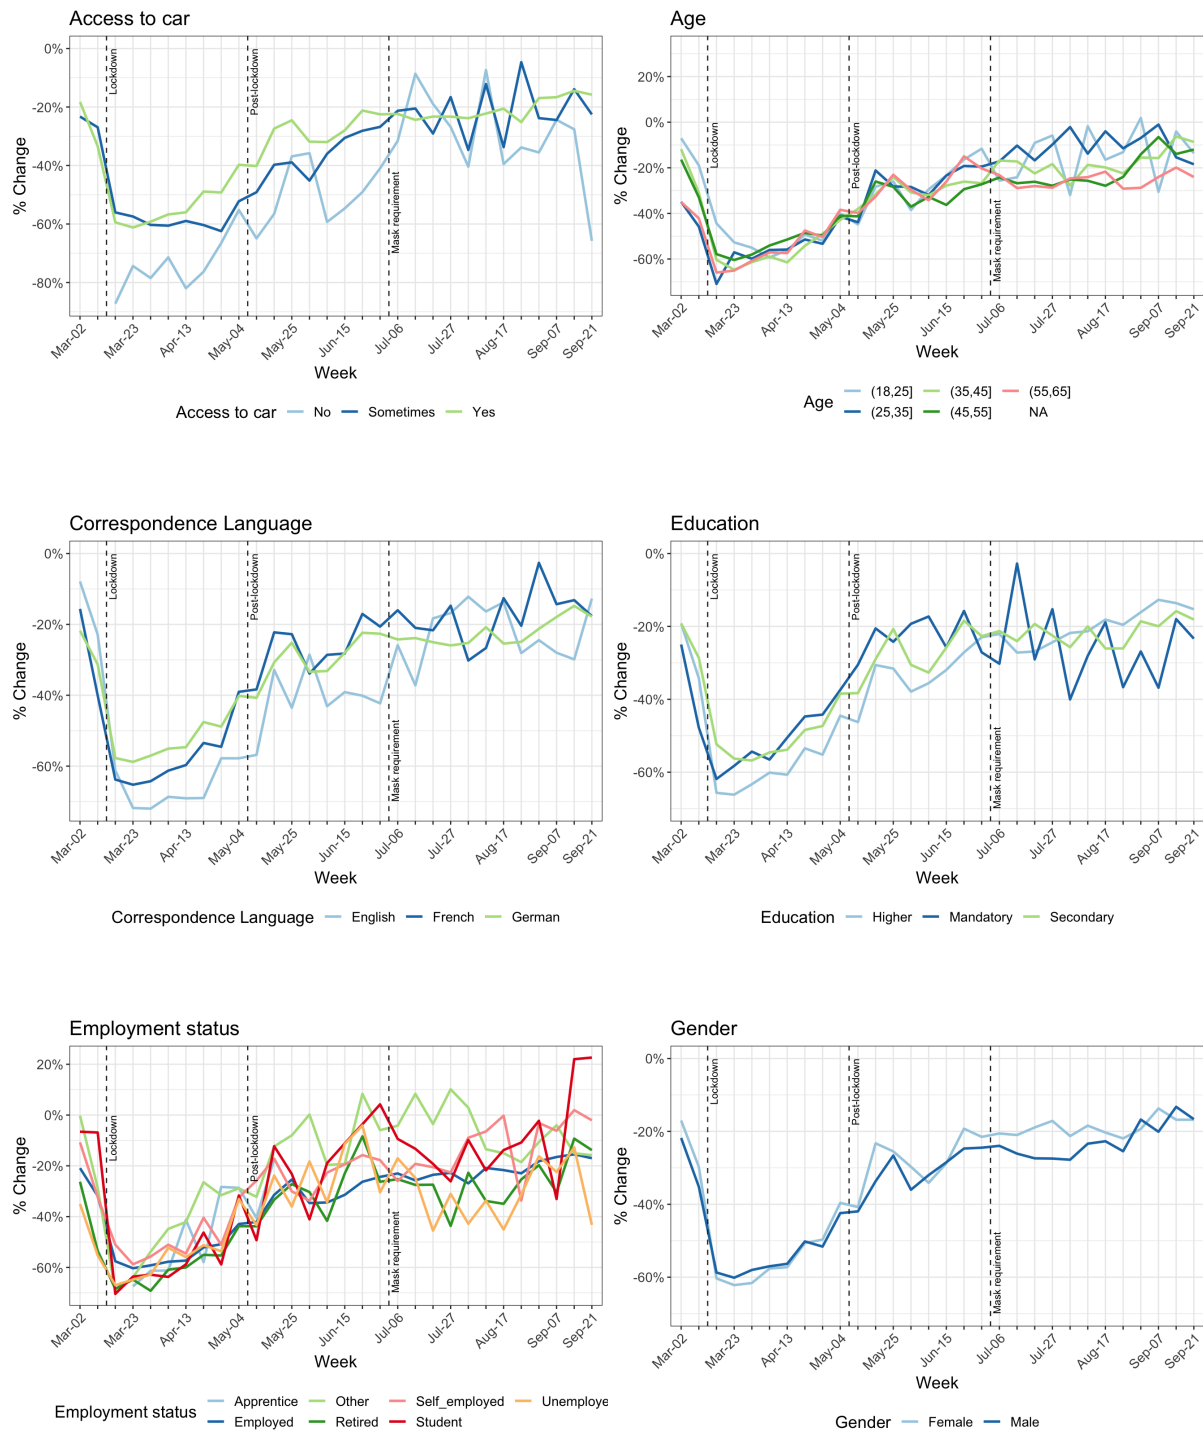 Access to car
0%
-20%
-40%
-60%
-80%
% Change
Lockdown
Post-lockdown
Mask requirement
Mar-02
Mar-23
Apr-13
May-04
May-25
Jun-15
Jul-06
Jul-27
Aug-17
Sep-07
Sep-21
Week
Access to car No Sometimes Yes
Age
20%
0%
-20%
-40%
-60%
% Change
Lockdown
Post-lockdown
Mask requirement
Mar-02
Mar-23
Apr-13
May-04
May-25
Jun-15
Jul-06
Jul-27
Aug-17
Sep-07
Sep-21
Week
Age
(18,25] (35,45] (55,65]
(25,35] (45,55] NA
Correspondence Language
0%
-20%
-40%
-60%
% Change
Lockdown
Post-lockdown
Mask requirement
Mar-02
Mar-23
Apr-13
May-04
May-25
Jun-15
Jul-06
Jul-27
Aug-17
Sep-07
Sep-21
Week
Correspondence Language English French German
Education
0%
-20%
-40%
-60%
% Change
Lockdown
Post-lockdown
Mask requirement
Mar-02
Mar-23
Apr-13
May-04
May-25
Jun-15
Jul-06
Jul-27
Aug-17
Sep-07
Sep-21
Week
Education Higher Mandatory Secondary
Employment status
20%
0%
-20%
-40%
-60%
% Change
Lockdown
Post-lockdown
Mask requirement
Mar-02
Mar-23
Apr-13
May-04
May-25
Jun-15
Jul-06
Jul-27
Aug-17
Sep-07
Sep-21
Week
Employment status
Apprentice Other Self_employed Unemploye
Employed Retired Student
Gender
0%
-20%
-40%
-60%
% Change
Lockdown
Post-lockdown
Mask requirement
Mar-02
Mar-23
Apr-13
May-04
May-25
Jun-15
Jul-06
Jul-27
Aug-17
Sep-07
Sep-21
Week
Gender Female Male